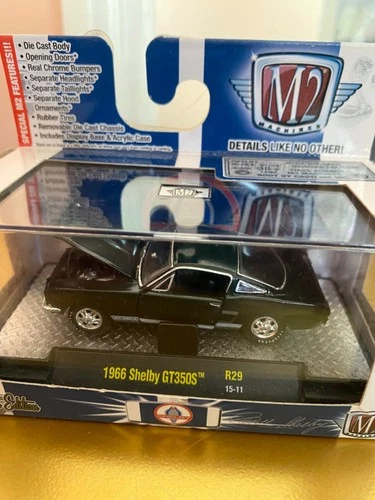 SPECIAL M2 FEATURES!!!
• Die Cast Body
• Opening Doors*
• Real Chrome Bumpers
• Separate Headlights*
• Separate Taillights*
• Separate Hood
Ornaments*
• Rubber Tires
• Removable Die Cast Chassis
• Includes Display Base & Acrylic Case
M2
MACHINES
DETAILS LIKE NO OTHER!
M2
1966 Shelby GT350S™ R29
15-11
M2